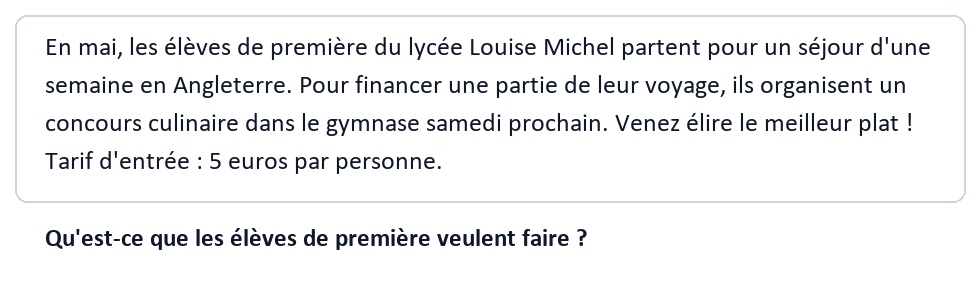 En mai, les élèves de première du lycée Louise Michel partent pour un séjour d'une
semaine en Angleterre. Pour financer une partie de leur voyage, ils organisent un
concours culinaire dans le gymnase samedi prochain. Venez élire le meilleur plat !
Tarif d'entrée : 5 euros par personne.
Qu'est-ce que les élèves de première veulent faire ?